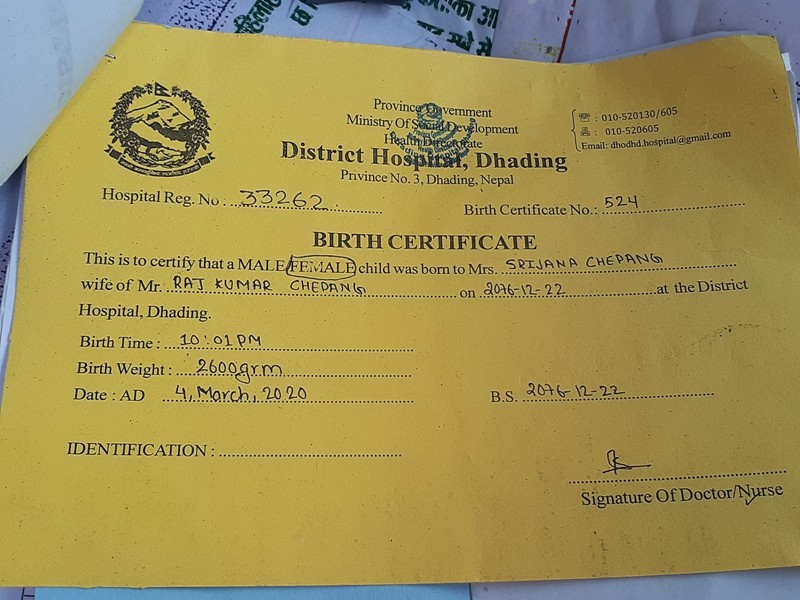 Province Government
Ministry Of Social Development
Health Directorate
District Hospital, Dhading
Privince No. 3, Dhading, Nepal
: 010-520130/605
: 010-520605
Email: dhodhd.hospital@gmail.com
Hospital Reg. No : 33262
Birth Certificate No.: 524
BIRTH CERTIFICATE
This is to certify that a MALE/FEMALE child was born to Mrs. SRIJANA CHEPANG
wife of Mr. RAJ KUMAR CHEPANG on 2076-12-22 at the District
Hospital, Dhading.
Birth Time : 10:01 PM
Birth Weight : 2600grm
Date : AD 4, March, 2020
B.S. 2076-12-22
IDENTIFICATION :
Signature Of Doctor/Nurse